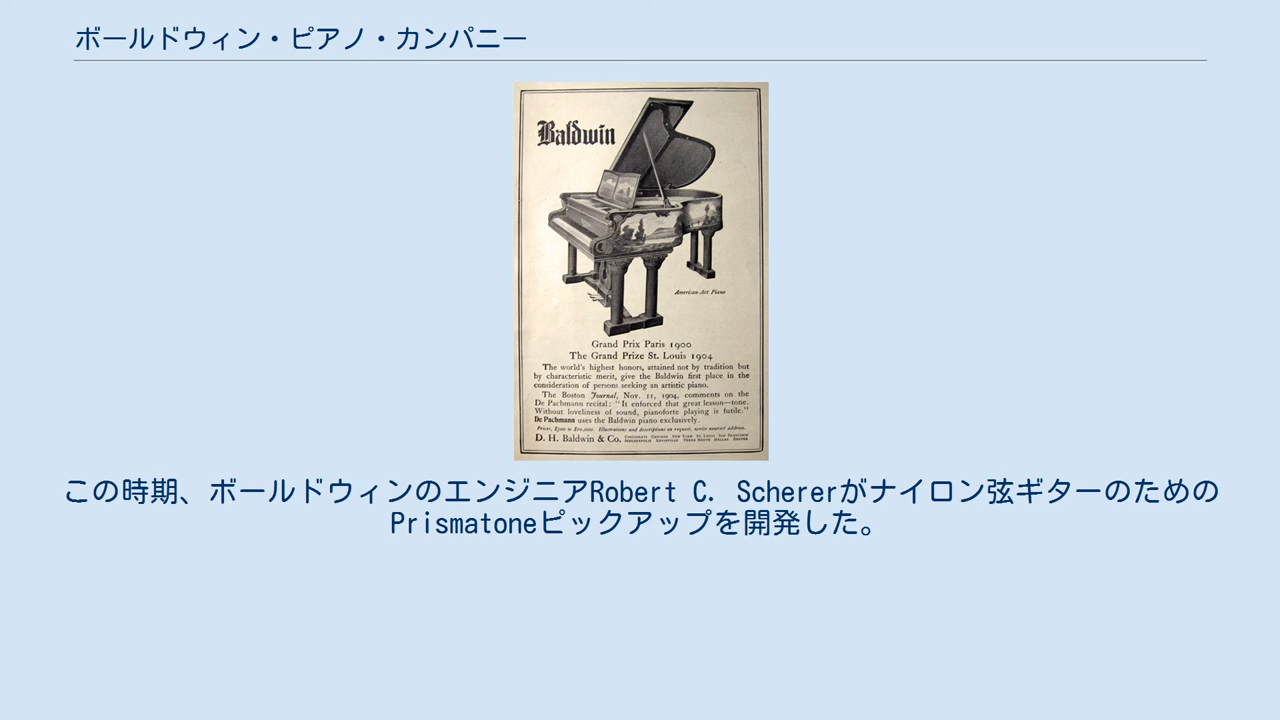 ボールドウィン・ピアノ・カンパニー
Baldwin
American Art Piano
Grand Prix Paris 1900
The Grand Prize St. Louis 1904
The world's highest honors, attained not by tradition but
by characteristic merit, give the Baldwin first place in the
consideration of persons seeking an artistic piano.
The Boston Journal, Nov. 11, 1904, comments on the
De Pachmann recital: "It enforced that great lesson—tone.
Without loveliness of sound, pianoforte playing is futile."
De Pachmann uses the Baldwin piano exclusively.
Illustrations and descriptions on request, write nearest address.
D. H. Baldwin & Co.
この時期、ボールドウィンのエンジニアRobert C. Schererがナイロン弦ギターのための
Prismatoneピックアップを開発した。